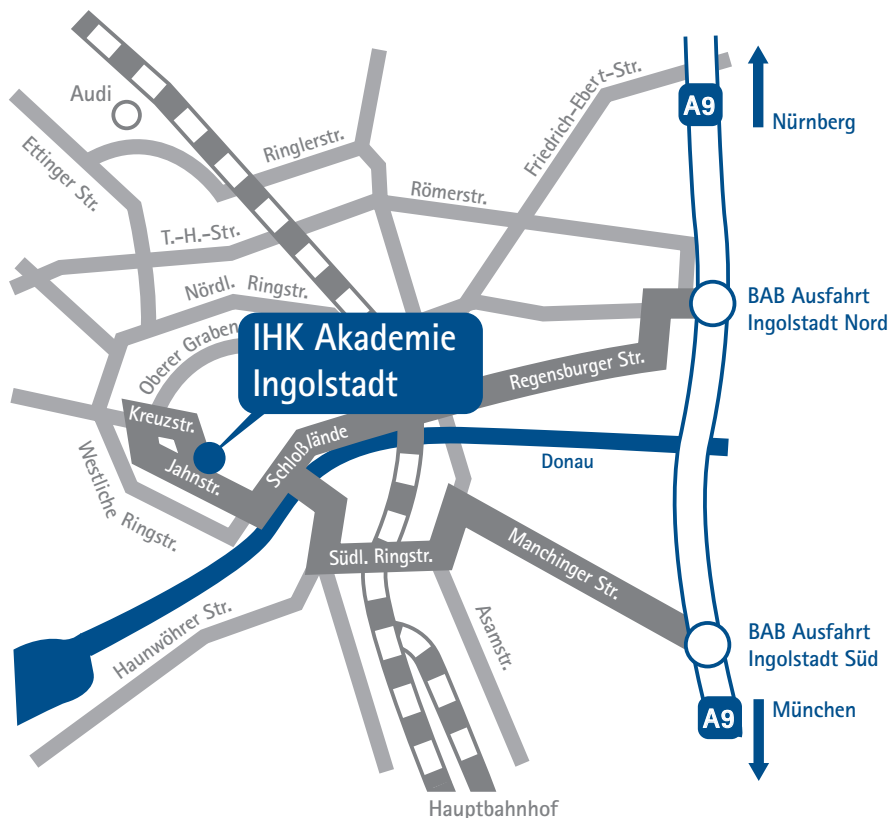 Audi
Ettinger Str.
Ringlerstr.
Friedrich-Ebert-Str.
A9
Nürnberg
Römerstr.
T.-H.-Str.
Nördl. Ringstr.
Oberer Graben
BAB Ausfahrt
Ingolstadt Nord
IHK Akademie
Ingolstadt
Regensburger Str.
Kreuzstr.
Schloßlände
Jahnstr.
Westliche Ringstr.
Donau
Südl. Ringstr.
Manchinger Str.
Haunwöhrer Str.
Asamstr.
BAB Ausfahrt
Ingolstadt Süd
A9
München
Hauptbahnhof